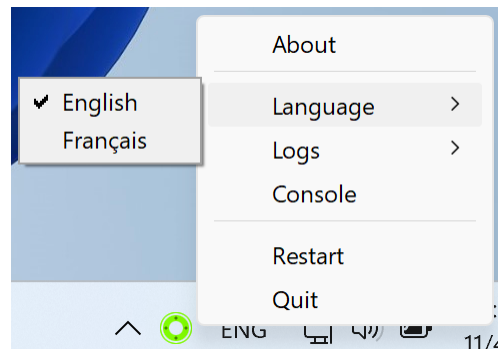 About
Language
English
Français
Logs
Console
Restart
Quit
ENG
11/4